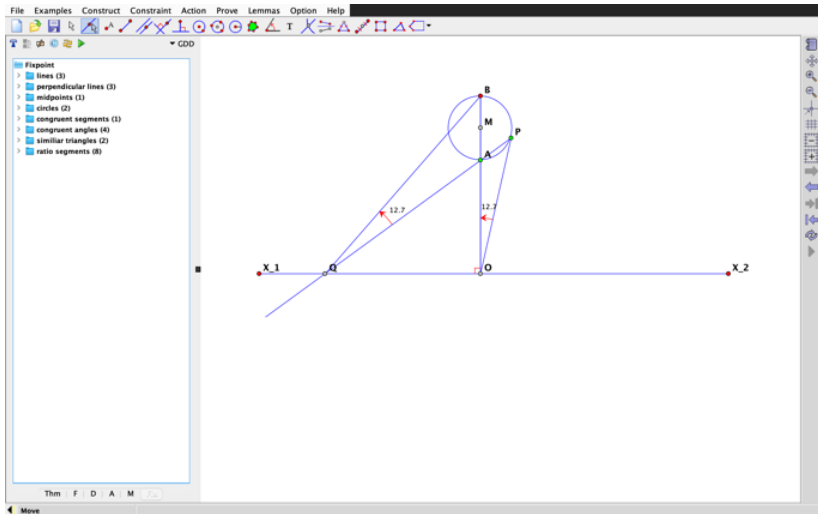 File Examples Construct Constraint Action Prove Lemmas Option Help
A T
T GDD
Fixpoint
lines (3)
perpendicular lines (3)
midpoints (1)
circles (2)
congruent segments (1)
congruent angles (4)
similiar triangles (2)
ratio segments (8)
B
M
P
A
12.7
12.7
X_1
Q
O
X_2
Thm F D A M
Move